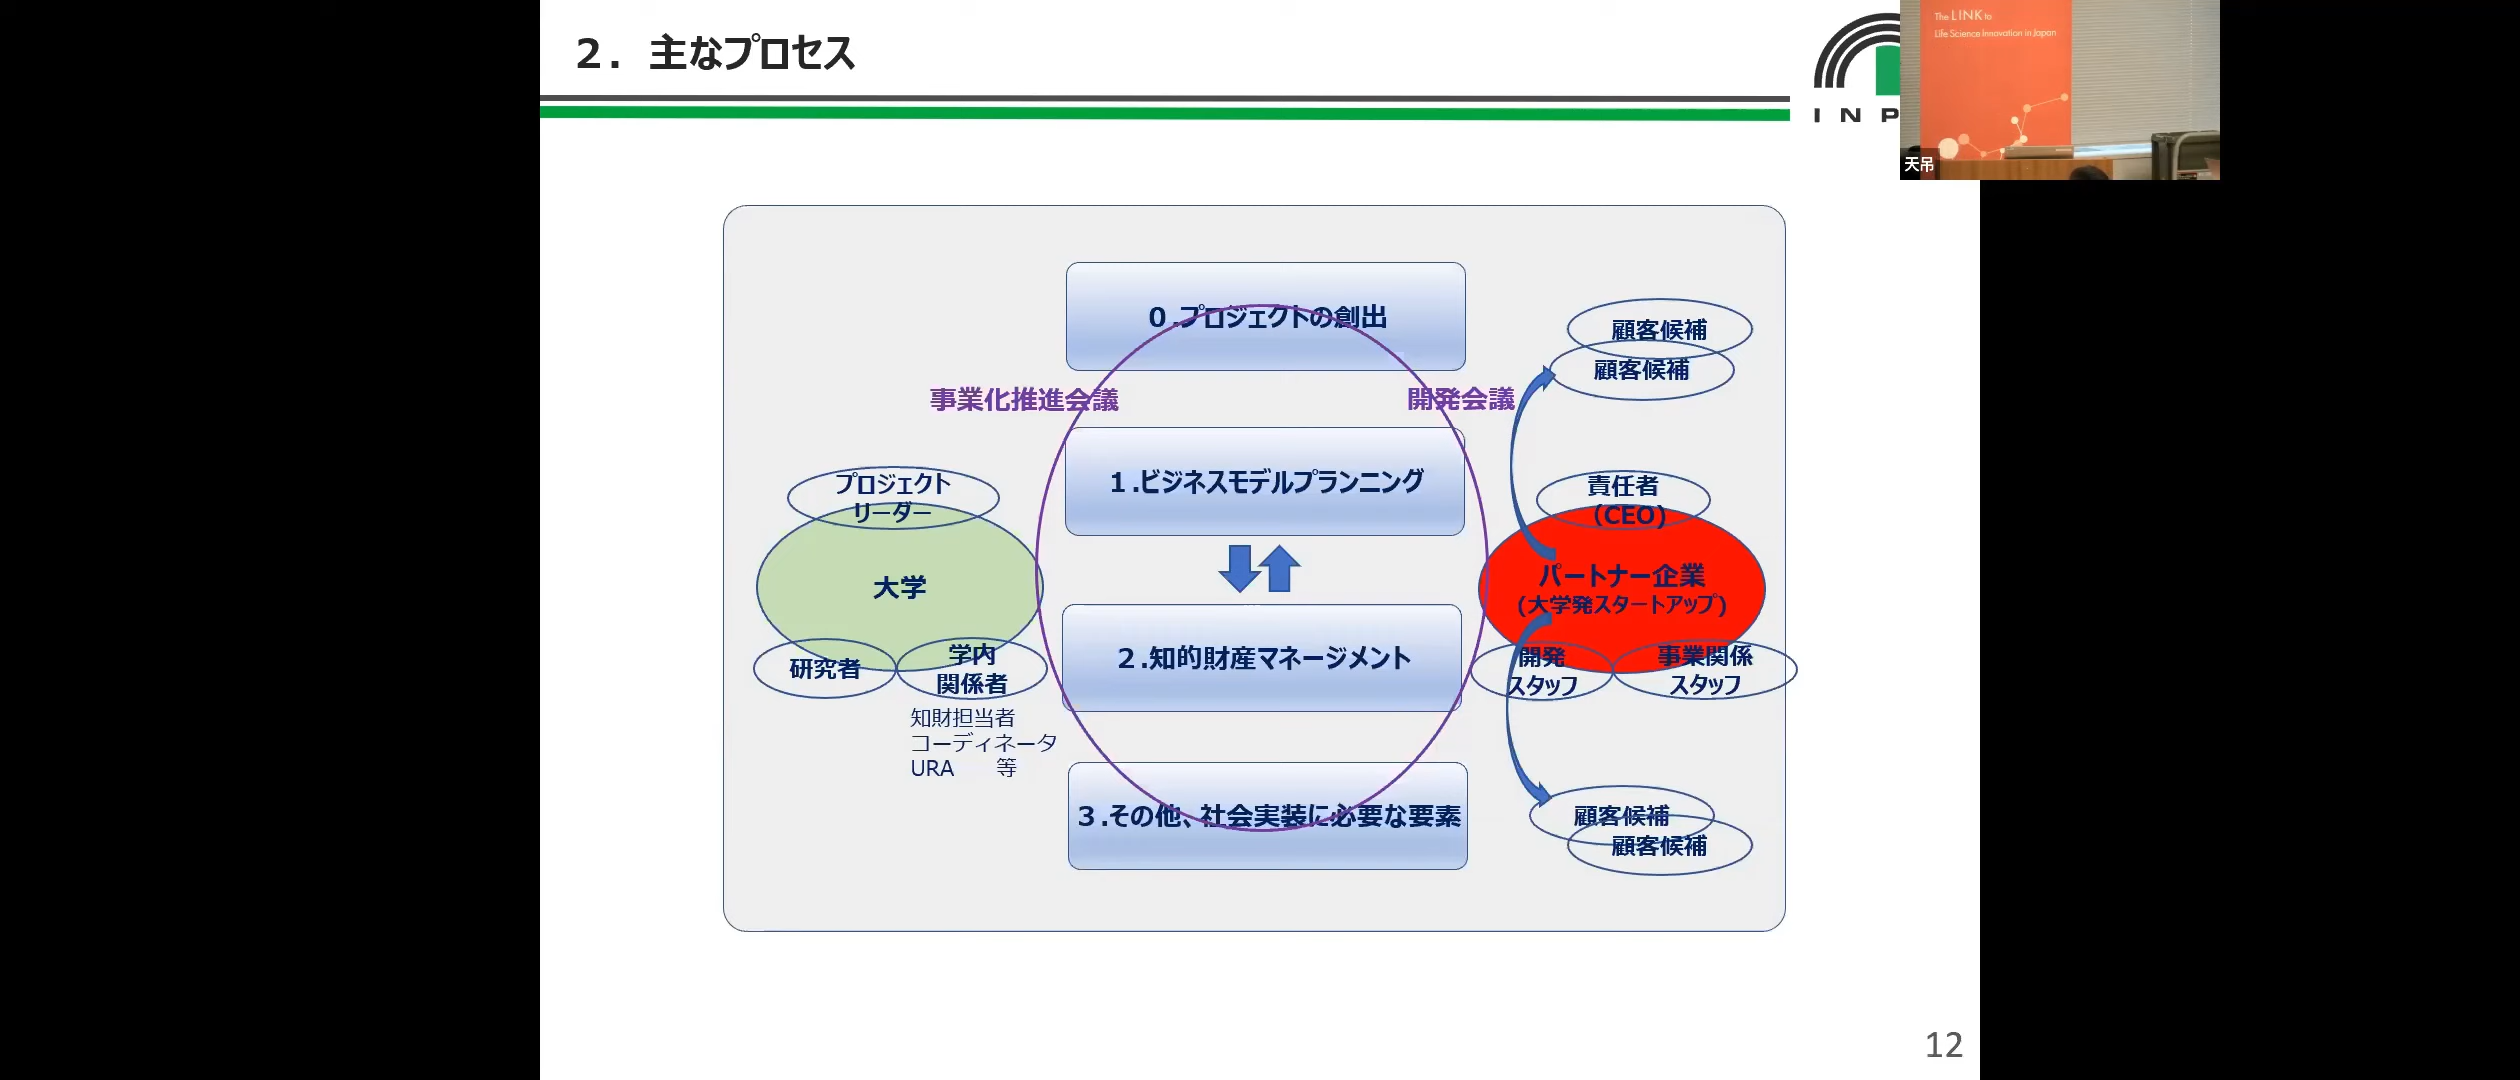 ２．主なプロセス
INP
The LINK to
Life Science Innovation in Japan
天吊
０.プロジェクトの創出
顧客候補
顧客候補
事業化推進会議
開発会議
１.ビジネスモデルプランニング
プロジェクト
リーダー
責任者
（CEO)
大学
パートナー企業
(大学発スタートアップ)
２.知的財産マネージメント
研究者
学内
関係者
開発
スタッフ
事業関係
スタッフ
知財担当者
コーディネータ
URA　等
３.その他、社会実装に必要な要素
顧客候補
顧客候補
12